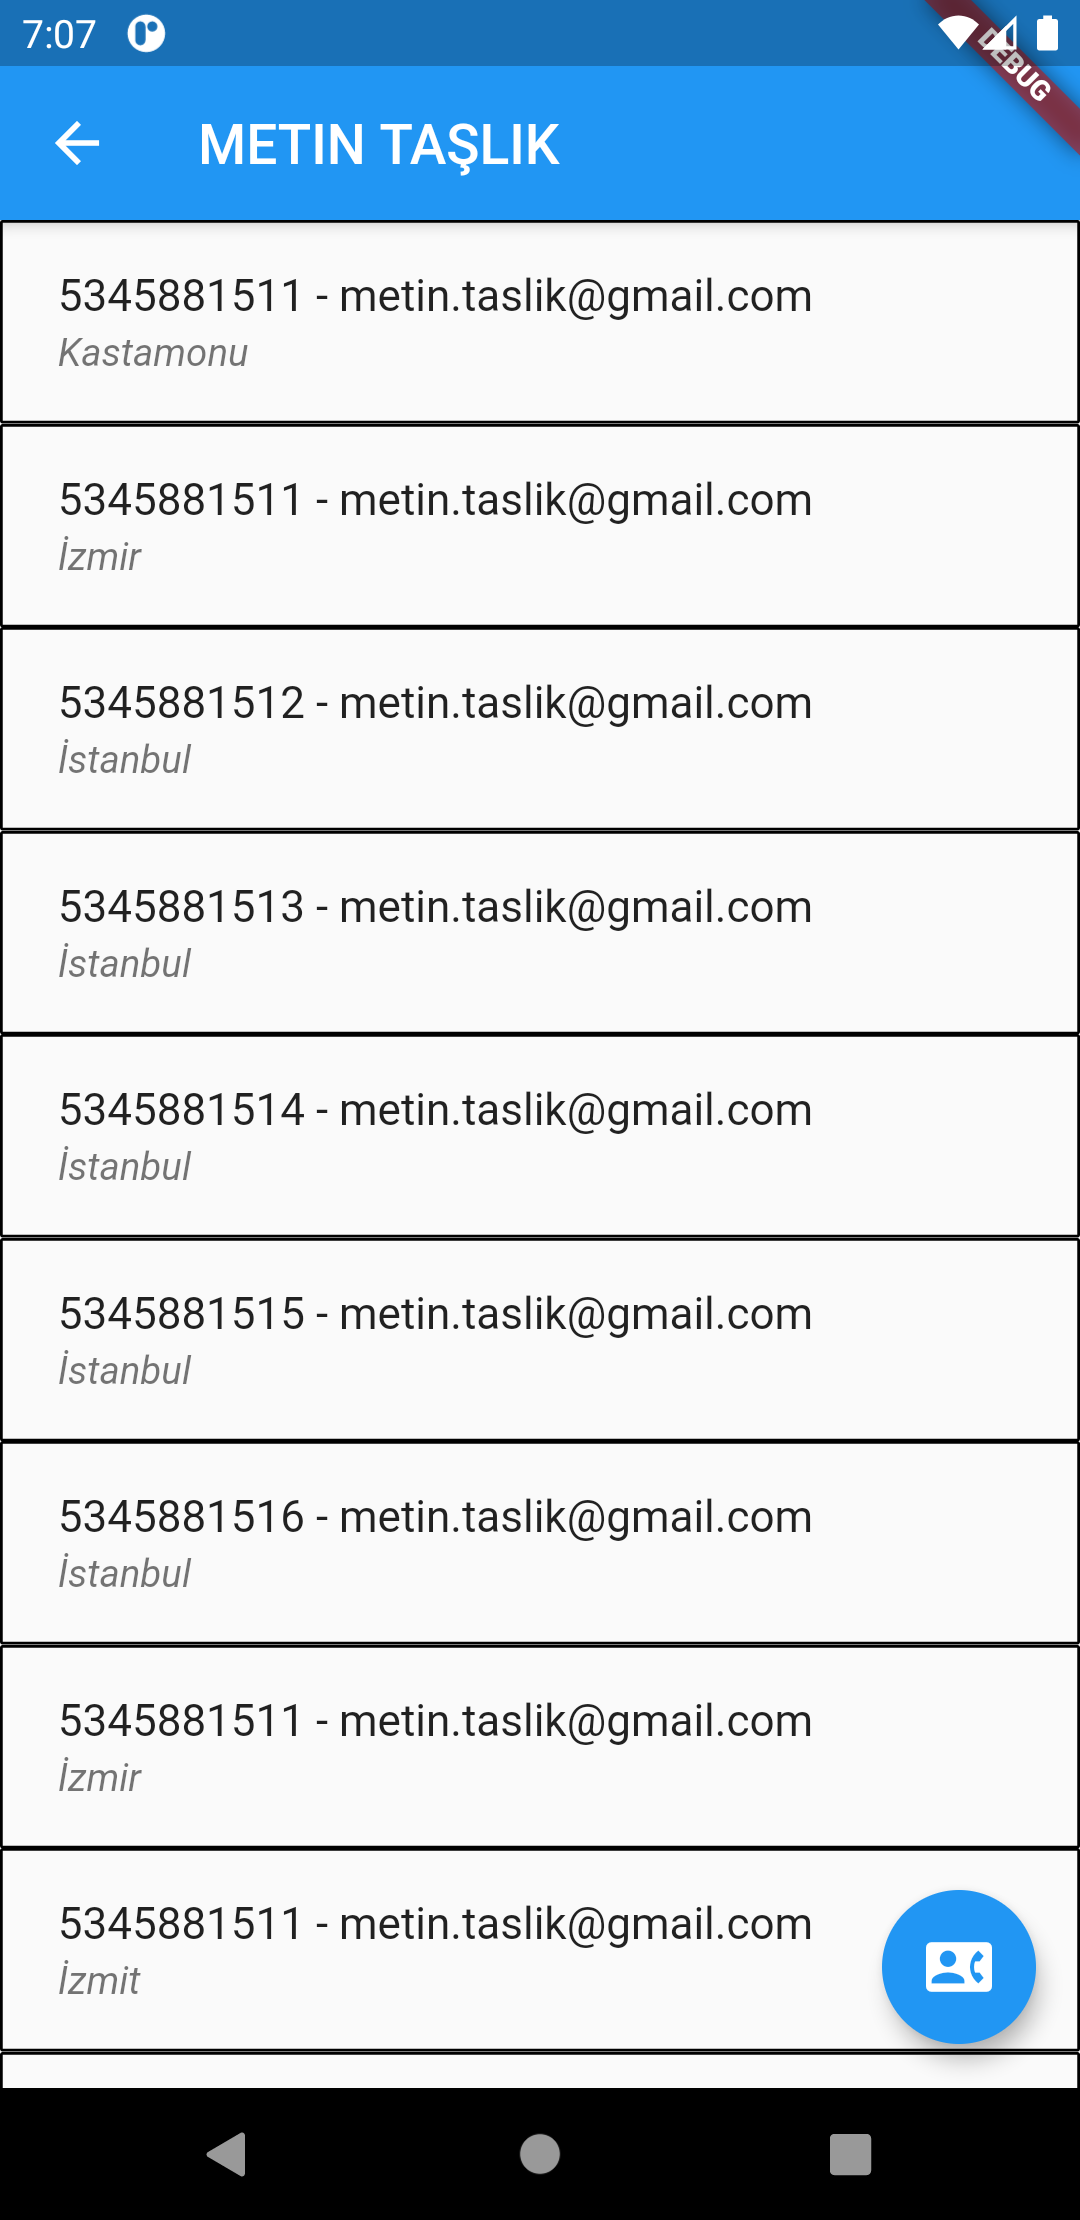 7:07
DEBUG
METIN TAŞLIK
5345881511 - metin.taslik@gmail.com
Kastamonu
5345881511 - metin.taslik@gmail.com
İzmir
5345881512 - metin.taslik@gmail.com
İstanbul
5345881513 - metin.taslik@gmail.com
İstanbul
5345881514 - metin.taslik@gmail.com
İstanbul
5345881515 - metin.taslik@gmail.com
İstanbul
5345881516 - metin.taslik@gmail.com
İstanbul
5345881511 - metin.taslik@gmail.com
İzmir
5345881511 - metin.taslik@gmail.com
İzmit